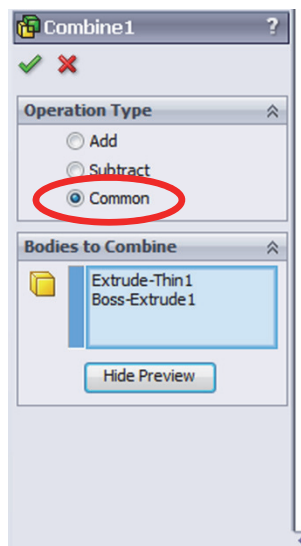 Combine1 ?
Operation Type
Add
Subtract
Common
Bodies to Combine
Extrude-Thin1
Boss-Extrude1
Hide Preview